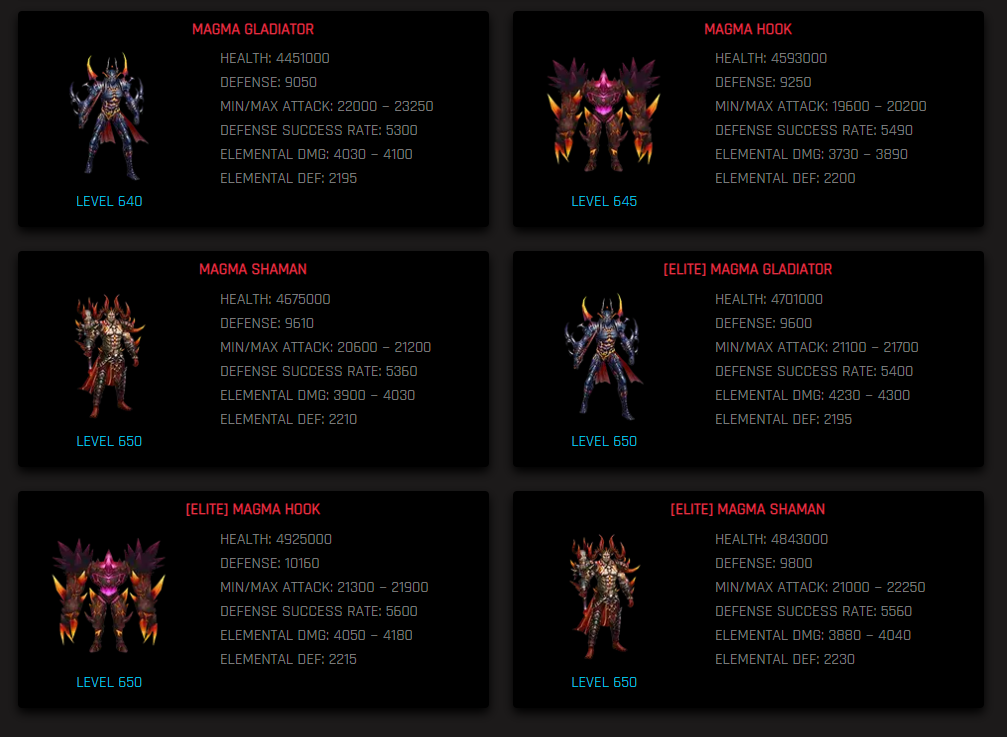 MAGMA GLADIATOR
HEALTH: 4451000
DEFENSE: 9050
MIN/MAX ATTACK: 22000 – 23250
DEFENSE SUCCESS RATE: 5300
ELEMENTAL DMG: 4030 – 4100
ELEMENTAL DEF: 2195
LEVEL 640
MAGMA HOOK
HEALTH: 4593000
DEFENSE: 9250
MIN/MAX ATTACK: 19600 – 20200
DEFENSE SUCCESS RATE: 5490
ELEMENTAL DMG: 3730 – 3890
ELEMENTAL DEF: 2200
LEVEL 645
MAGMA SHAMAN
HEALTH: 4675000
DEFENSE: 9610
MIN/MAX ATTACK: 20600 – 21200
DEFENSE SUCCESS RATE: 5360
ELEMENTAL DMG: 3900 – 4030
ELEMENTAL DEF: 2210
LEVEL 650
[ELITE] MAGMA GLADIATOR
HEALTH: 4701000
DEFENSE: 9600
MIN/MAX ATTACK: 21100 – 21700
DEFENSE SUCCESS RATE: 5400
ELEMENTAL DMG: 4230 – 4300
ELEMENTAL DEF: 2195
LEVEL 650
[ELITE] MAGMA HOOK
HEALTH: 4925000
DEFENSE: 10160
MIN/MAX ATTACK: 21300 – 21900
DEFENSE SUCCESS RATE: 5600
ELEMENTAL DMG: 4050 – 4180
ELEMENTAL DEF: 2215
LEVEL 650
[ELITE] MAGMA SHAMAN
HEALTH: 4843000
DEFENSE: 9800
MIN/MAX ATTACK: 21000 – 22250
DEFENSE SUCCESS RATE: 5560
ELEMENTAL DMG: 3880 – 4040
ELEMENTAL DEF: 2230
LEVEL 650